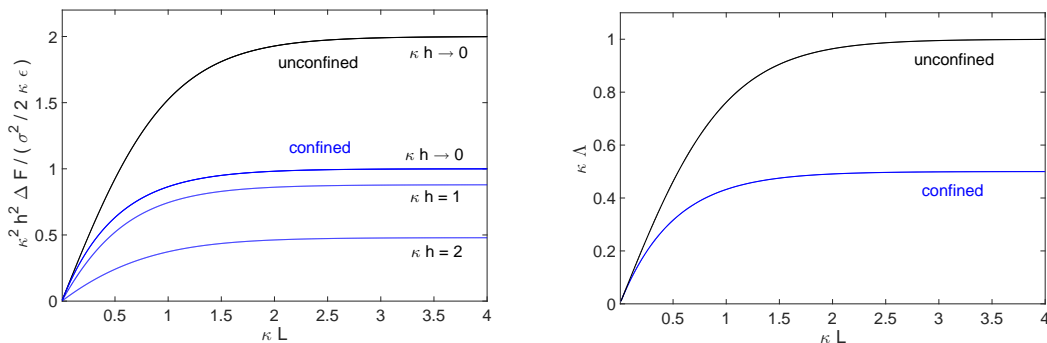 κ² h² Δ F / ( σ² / 2 κ ϵ )
2
1.5
1
0.5
0
unconfined
κ h → 0
confined
κ h → 0
κ h = 1
κ h = 2
0.5 1 1.5 2 2.5 3 3.5 4
κ L
κ Λ
1
0.8
0.6
0.4
0.2
0
unconfined
confined
0.5 1 1.5 2 2.5 3 3.5 4
κ L